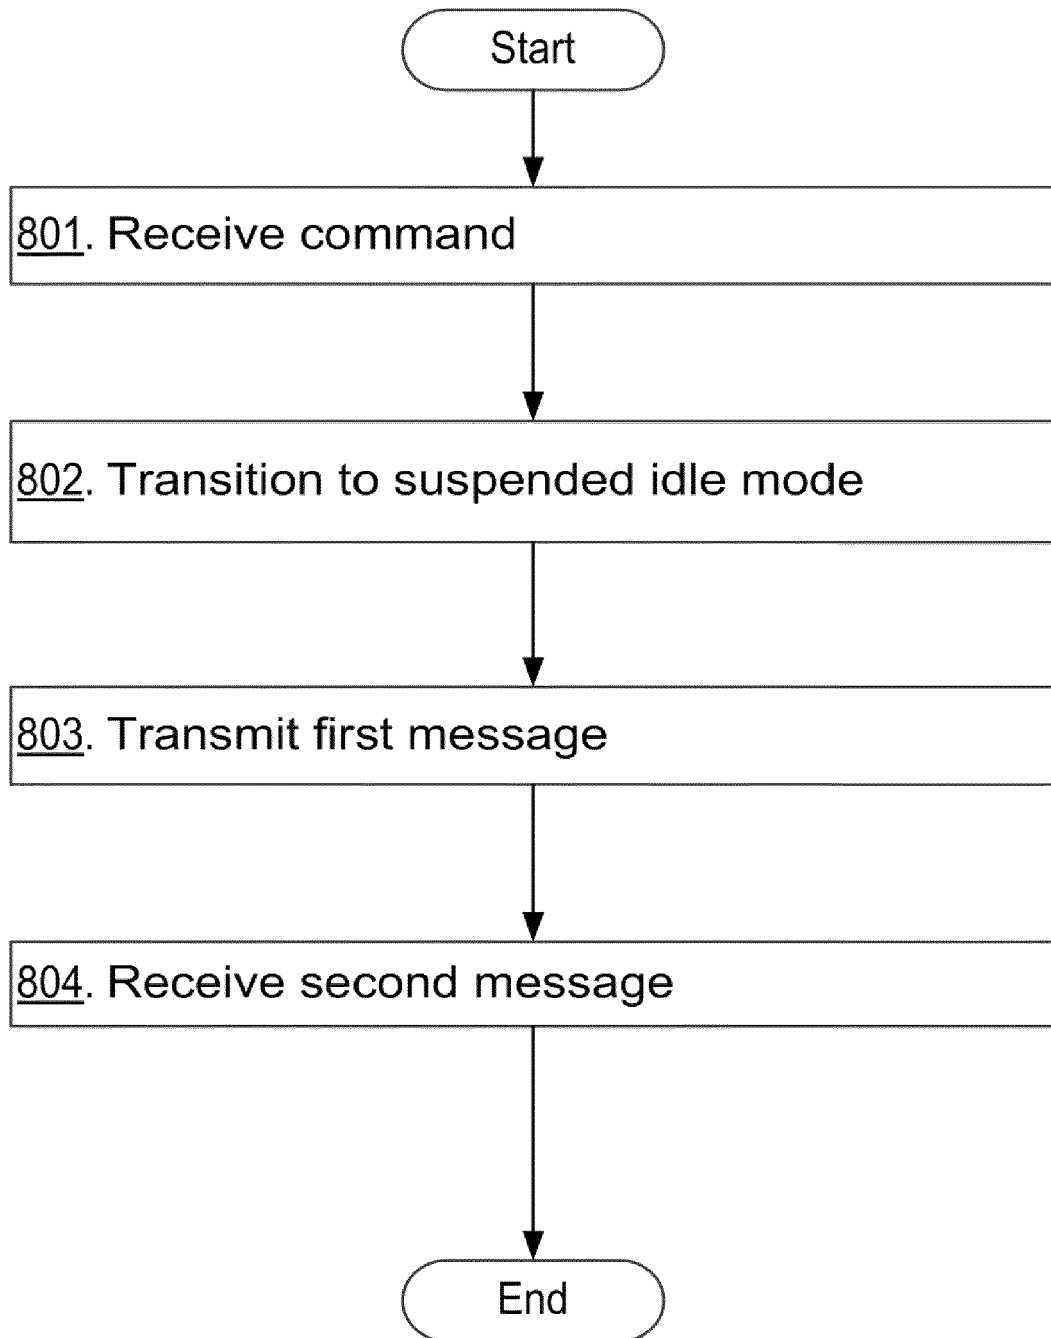 Start
801. Receive command
802. Transition to suspended idle mode
803. Transmit first message
804. Receive second message
End